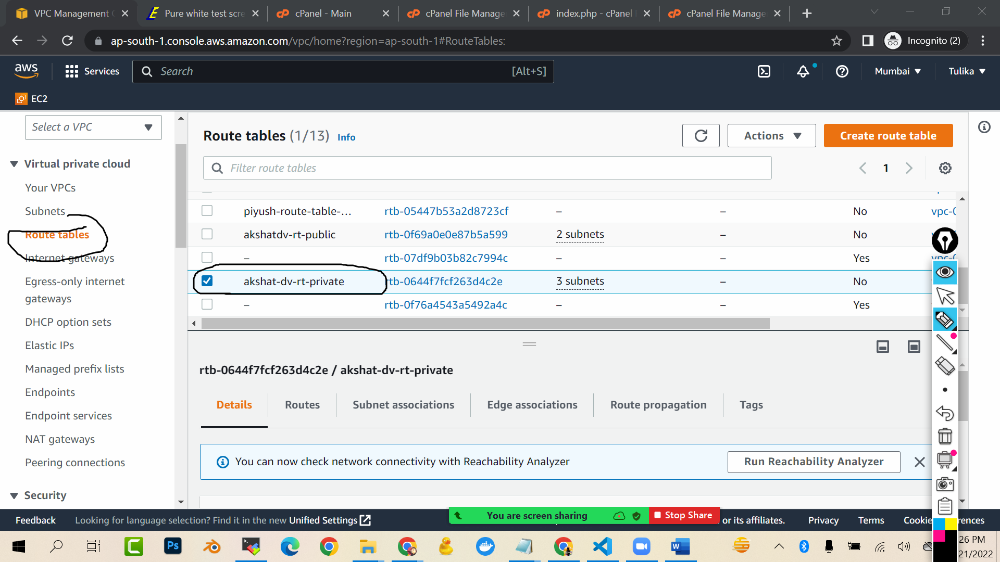 VPC Management
Pure white test scre
cPanel - Main
cPanel File Manage
index.php - cPanel
cPanel File Manage
ap-south-1.console.aws.amazon.com/vpc/home?region=ap-south-1#RouteTables:
Incognito (2)
aws
Services
Search
[Alt+S]
Mumbai
Tulika
EC2
Select a VPC
Virtual private cloud
Your VPCs
Subnets
Route tables
Internet gateways
Egress-only internet
gateways
DHCP option sets
Elastic IPs
Managed prefix lists
Endpoints
Endpoint services
NAT gateways
Peering connections
Security
Route tables (1/13) Info
Actions
Create route table
Filter route tables
1
piyush-route-table-... rtb-05447b53a2d8723cf – – No vpc-0
akshatdv-rt-public rtb-0f69a0e0e87b5a599 2 subnets – No
– rtb-07df9b03b82c7994c – – Yes vpc-0
akshat-dv-rt-private rtb-0644f7fcf263d4c2e 3 subnets – No
– rtb-0f76a4543a5492a4c – – Yes
rtb-0644f7fcf263d4c2e / akshat-dv-rt-private
Details
Routes
Subnet associations
Edge associations
Route propagation
Tags
You can now check network connectivity with Reachability Analyzer
Run Reachability Analyzer
Feedback
Looking for language selection? Find it in the new Unified Settings
You are screen sharing
Stop Share
or its affiliates.
Privacy
Terms
Cookie
rences
Ps
W
26 PM
21/2022